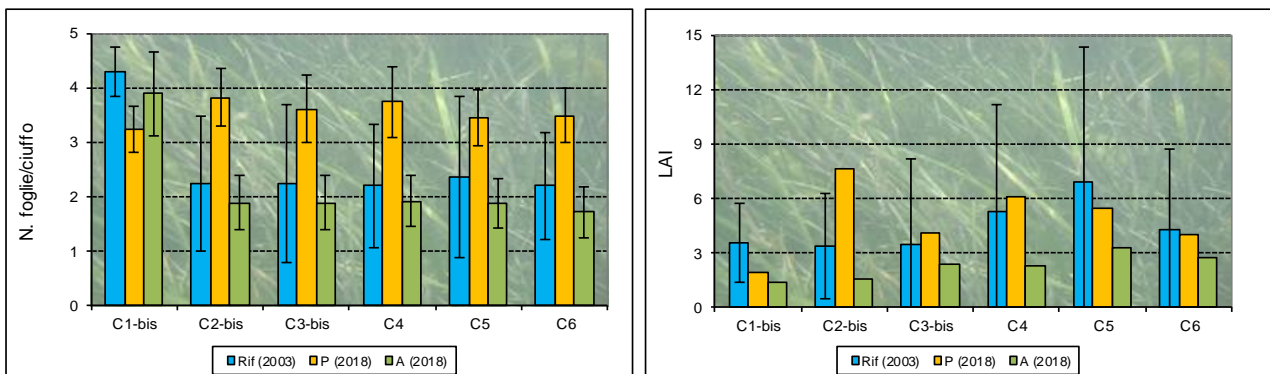 5
4
3
2
1
0
N. foglie/ciuffo
C1-bis C2-bis C3-bis C4 C5 C6
Rif (2003) P (2018) A (2018)
15
12
9
6
3
0
LAI
C1-bis C2-bis C3-bis C4 C5 C6
Rif (2003) P (2018) A (2018)